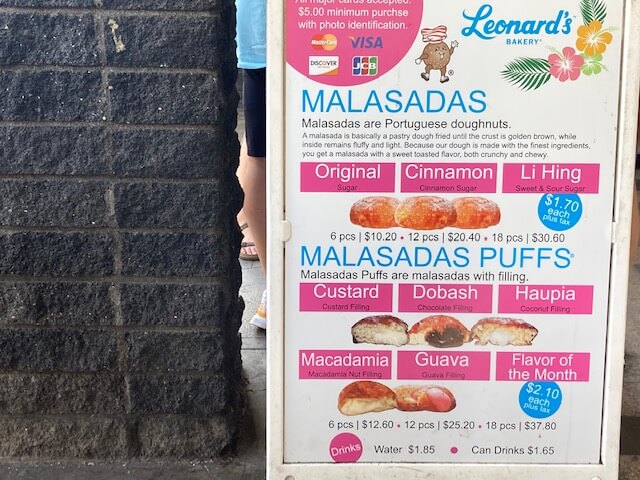 All major cards accepted.
$5.00 minimum purchse
with photo identification.
MasterCard VISA
DISCOVER JCB
Leonard's
BAKERY
MALASADAS
Malasadas are Portuguese doughnuts.
A malasada is basically a pastry dough fried until the crust is golden brown, while
inside remains fluffy and light. Because our dough is made with the finest ingredients,
you get a malasada with a sweet toasted flavor, both crunchy and chewy.
Original Cinnamon Li Hing
Sugar Cinnamon Sugar Sweet & Sour Sugar
$1.70
each
plus tax
6 pcs | $10.20 • 12 pcs | $20.40 • 18 pcs | $30.60
MALASADAS PUFFS®
Malasadas Puffs are malasadas with filling.
Custard Dobash Haupia
Custard Filling Chocolate Filling Coconut Filling
Macadamia Guava Flavor of
the Month
Macadamia Nut Filling Guava Filling
$2.10
each
plus tax
6 pcs | $12.60 • 12 pcs | $25.20 • 18 pcs | $37.80
Drinks Water $1.85 • Can Drinks $1.65